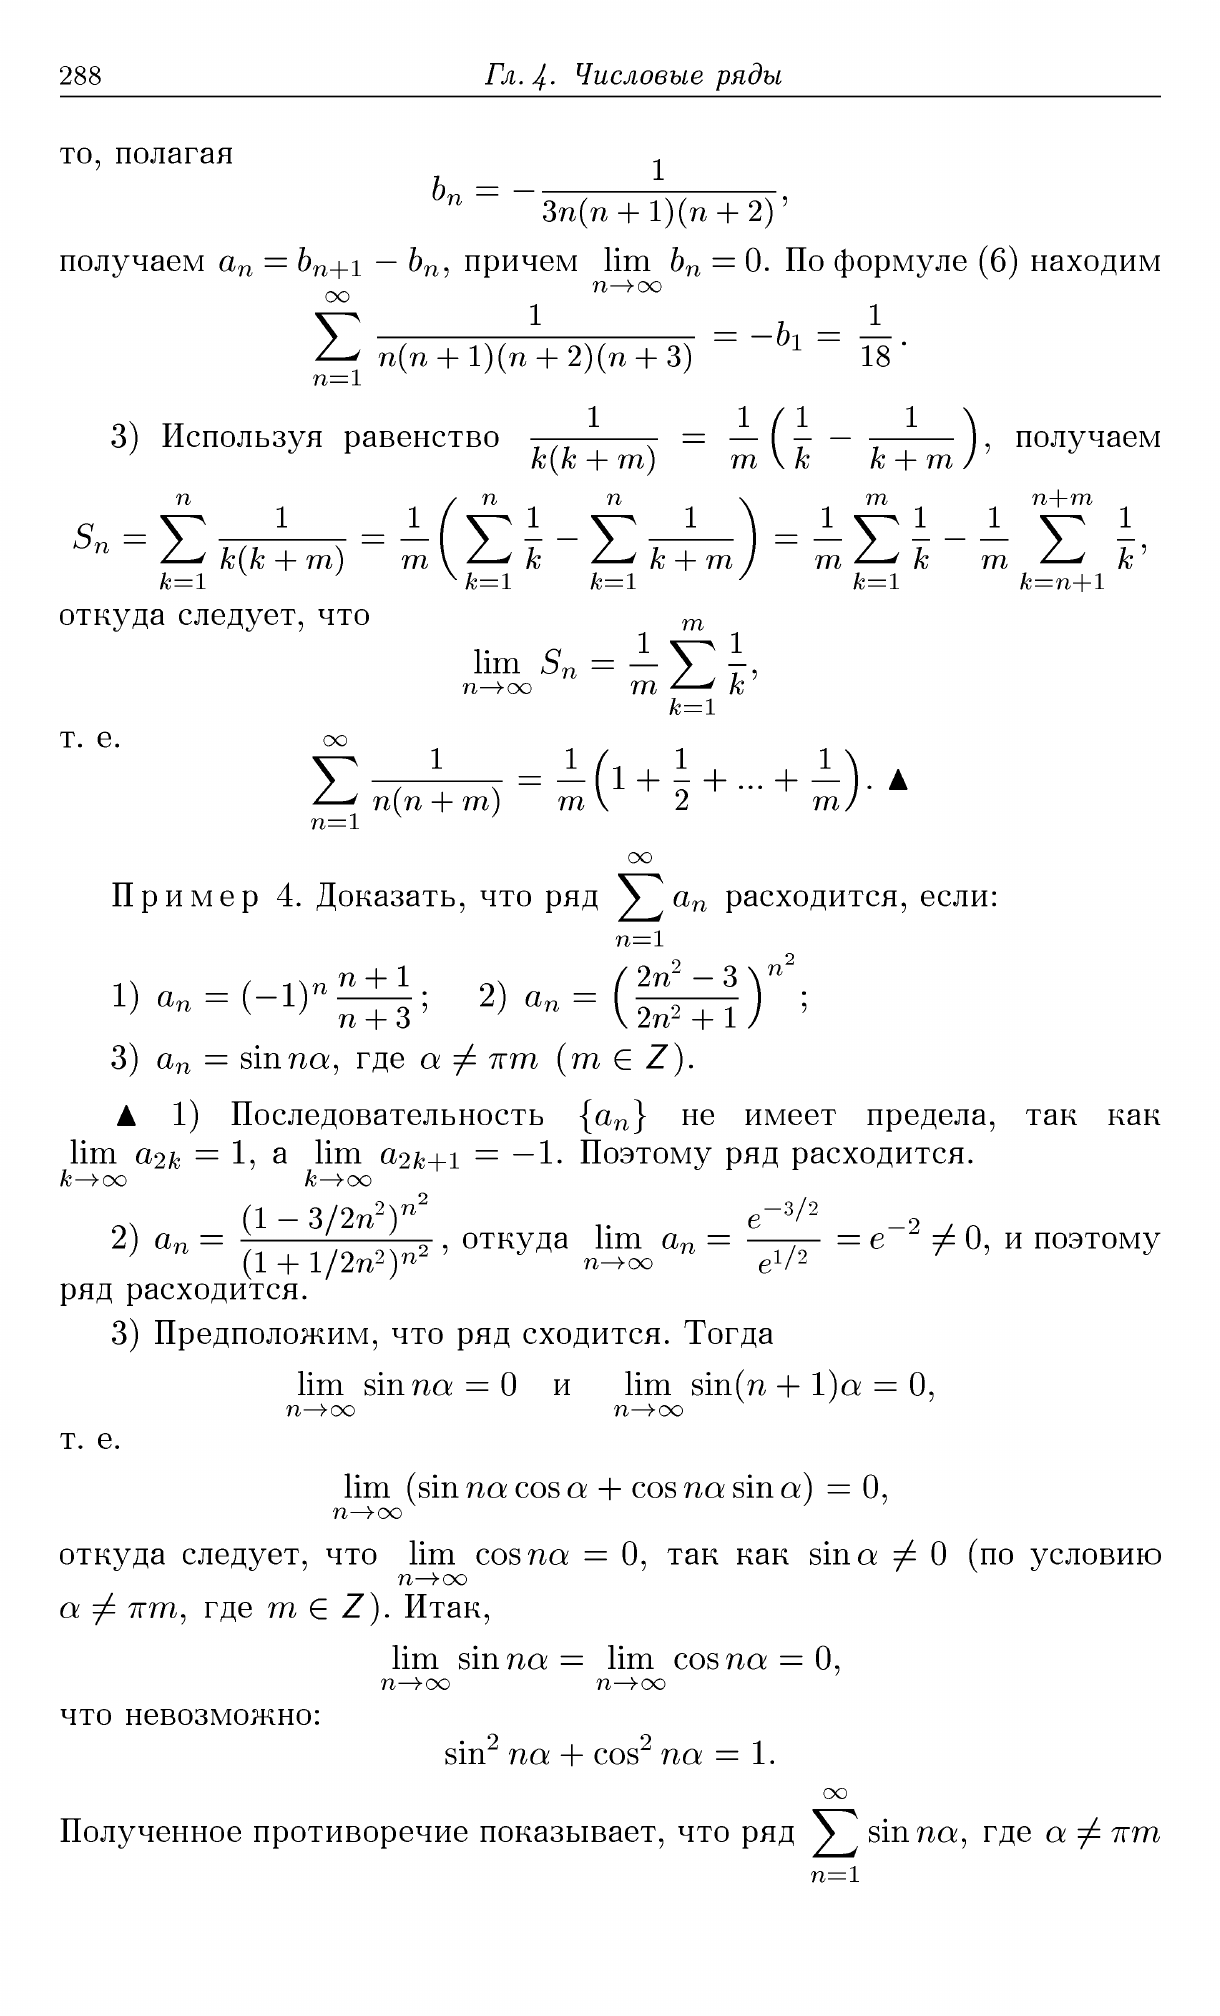 288 Гл. 4. Числовые ряды
то, полагая
$b_n = -\frac{1}{3n(n+1)(n+2)},$
получаем $a_n = b_{n+1} - b_n$, причем $\lim_{n\to\infty} b_n = 0$. По формуле (6) находим
$\sum_{n=1}^{\infty} \frac{1}{n(n+1)(n+2)(n+3)} = -b_1 = \frac{1}{18}.$
3) Используя равенство $\frac{1}{k(k+m)} = \frac{1}{m}\left(\frac{1}{k} - \frac{1}{k+m}\right)$, получаем
$S_n = \sum_{k=1}^{n} \frac{1}{k(k+m)} = \frac{1}{m}\left(\sum_{k=1}^{n} \frac{1}{k} - \sum_{k=1}^{n} \frac{1}{k+m}\right) = \frac{1}{m}\sum_{k=1}^{m} \frac{1}{k} - \frac{1}{m}\sum_{k=n+1}^{n+m} \frac{1}{k},$
откуда следует, что
$\lim_{n\to\infty} S_n = \frac{1}{m}\sum_{k=1}^{m} \frac{1}{k},$
т. е.
$\sum_{n=1}^{\infty} \frac{1}{n(n+m)} = \frac{1}{m}\left(1 + \frac{1}{2} + ... + \frac{1}{m}\right).$ ▲
Пример 4. Доказать, что ряд $\sum_{n=1}^{\infty} a_n$ расходится, если:
1) $a_n = (-1)^n \frac{n+1}{n+3}$; 2) $a_n = \left(\frac{2n^2-3}{2n^2+1}\right)^{n^2}$;
3) $a_n = \sin n\alpha$, где $\alpha \neq \pi m$ ($m \in Z$).
▲ 1) Последовательность $\{a_n\}$ не имеет предела, так как
$\lim_{k\to\infty} a_{2k} = 1$, а $\lim_{k\to\infty} a_{2k+1} = -1$. Поэтому ряд расходится.
2) $a_n = \frac{(1-3/2n^2)^{n^2}}{(1+1/2n^2)^{n^2}}$, откуда $\lim_{n\to\infty} a_n = \frac{e^{-3/2}}{e^{1/2}} = e^{-2} \neq 0$, и поэтому
ряд расходится.
3) Предположим, что ряд сходится. Тогда
$\lim_{n\to\infty} \sin n\alpha = 0$ и $\lim_{n\to\infty} \sin(n+1)\alpha = 0,$
т. е.
$\lim_{n\to\infty} (\sin n\alpha \cos\alpha + \cos n\alpha \sin\alpha) = 0,$
откуда следует, что $\lim_{n\to\infty} \cos n\alpha = 0$, так как $\sin\alpha \neq 0$ (по условию
$\alpha \neq \pi m$, где $m \in Z$). Итак,
$\lim_{n\to\infty} \sin n\alpha = \lim_{n\to\infty} \cos n\alpha = 0,$
что невозможно:
$\sin^2 n\alpha + \cos^2 n\alpha = 1.$
Полученное противоречие показывает, что ряд $\sum_{n=1}^{\infty} \sin n\alpha$, где $\alpha \neq \pi m$